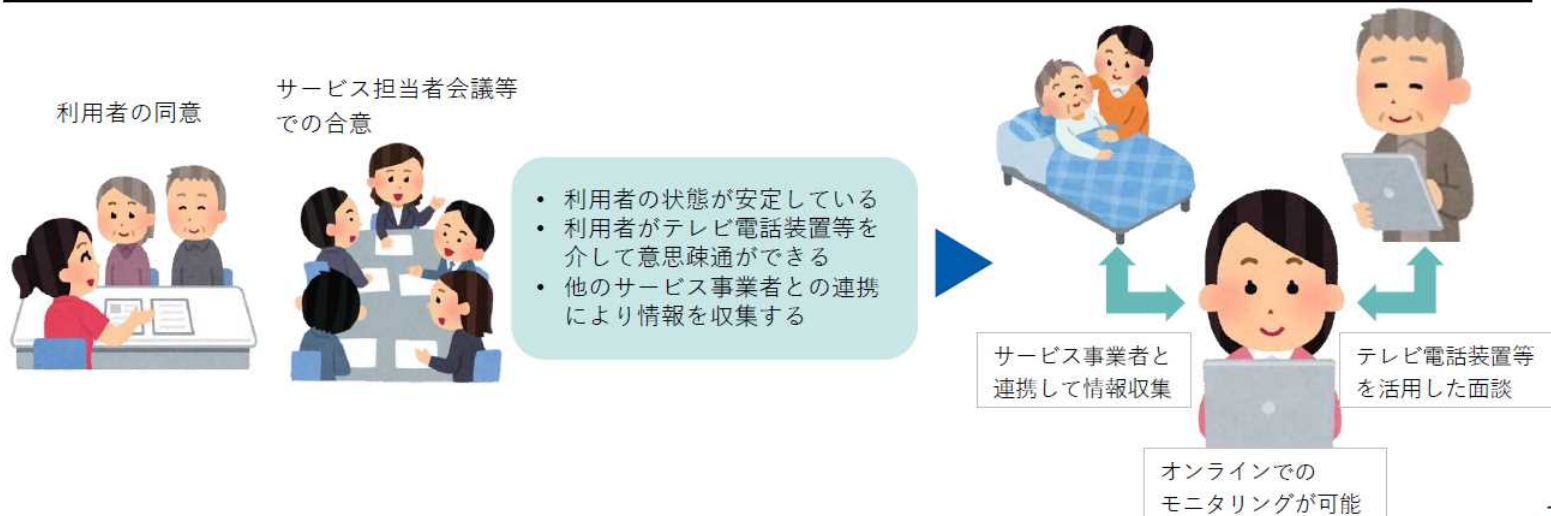 利用者の同意
サービス担当者会議等
での合意
• 利用者の状態が安定している
• 利用者がテレビ電話装置等を
介して意思疎通ができる
• 他のサービス事業者との連携
により情報を収集する
サービス事業者と
連携して情報収集
テレビ電話装置等
を活用した面談
オンラインでの
モニタリングが可能